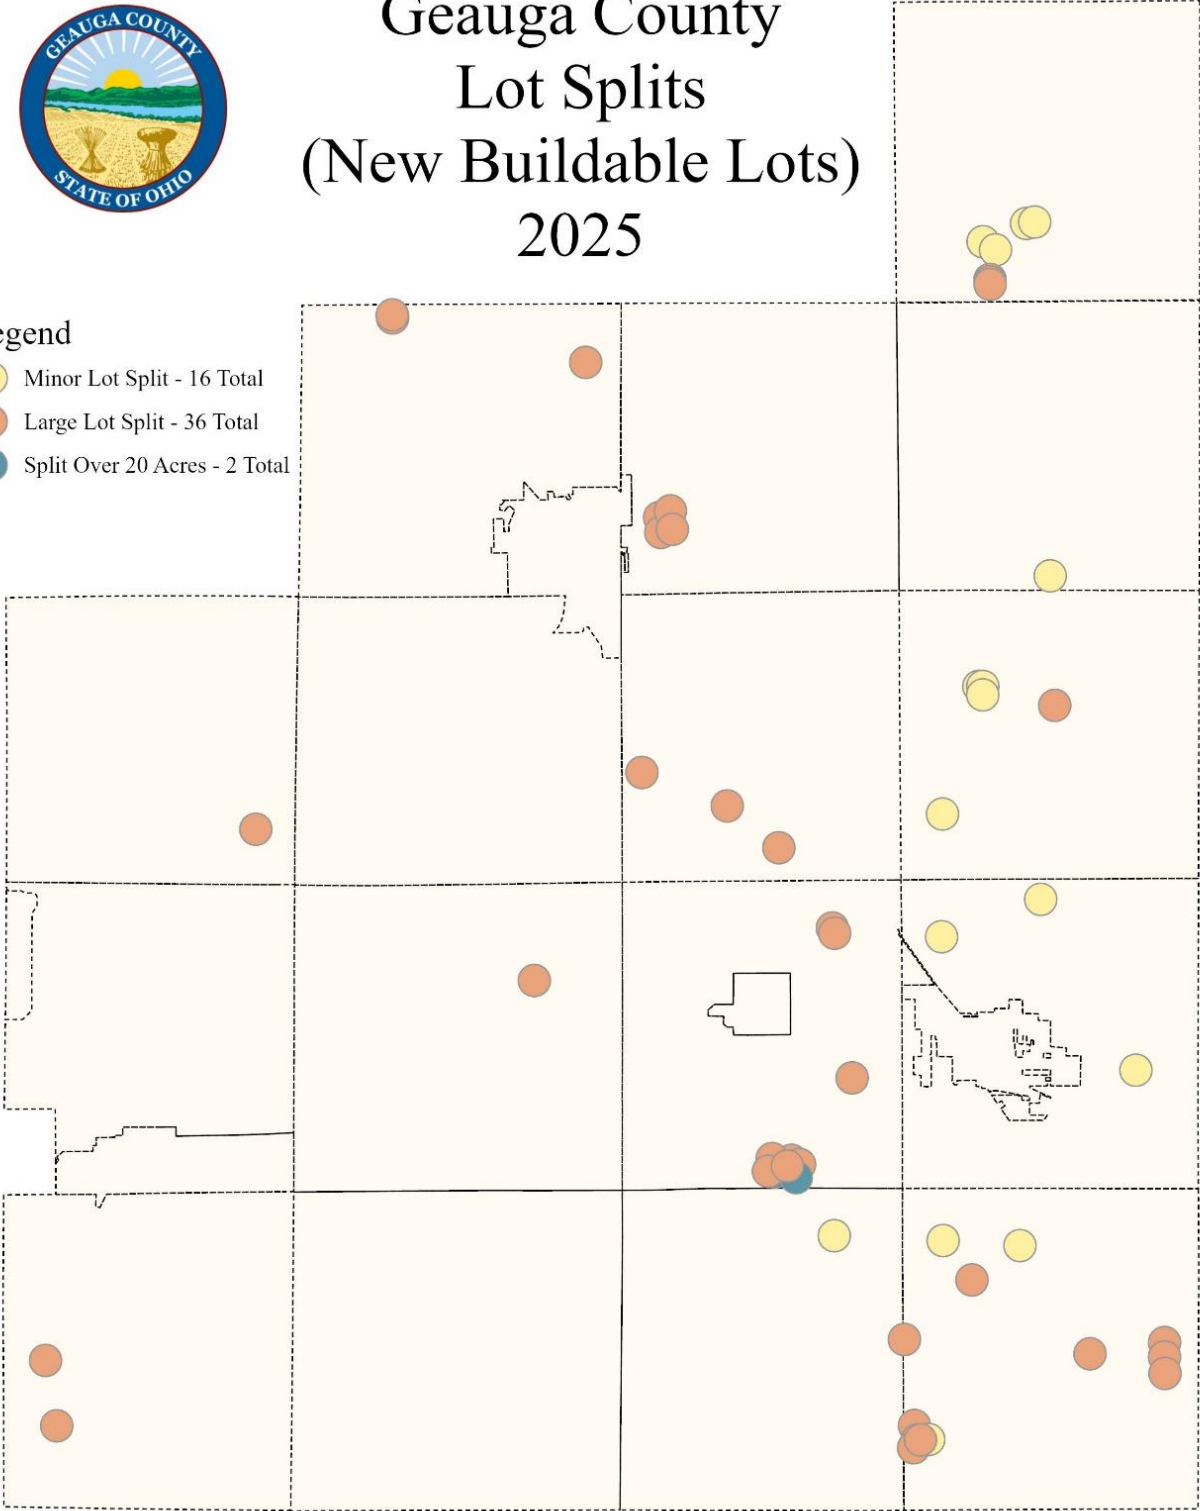 GEAUGA COUNTY
STATE OF OHIO
Geauga County
Lot Splits
(New Buildable Lots)
2025
egend
Minor Lot Split - 16 Total
Large Lot Split - 36 Total
Split Over 20 Acres - 2 Total